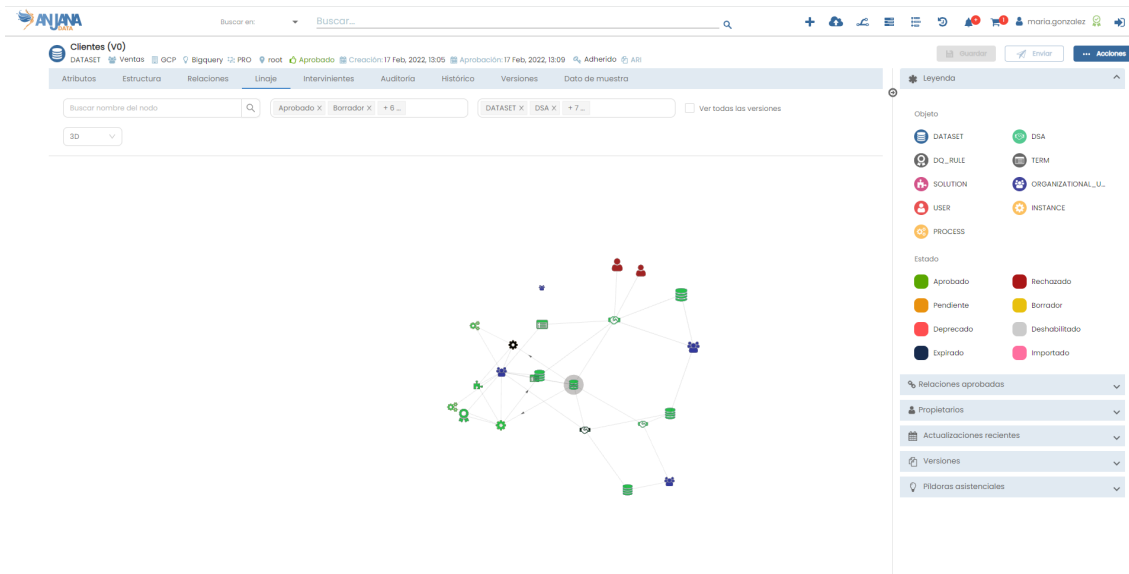 ANJANA
DATA
Buscar en:
Buscar...
maria.gonzalez
Clientes (V0)
DATASET Ventas GCP Bigquery PRO root Aprobado Creación: 17 Feb, 2022, 13:05 Aprobación: 17 Feb, 2022, 13:09 Adherido ARI
Guardar
Enviar
Acciones
Atributos Estructura Relaciones Linaje Intervinientes Auditoría Histórico Versiones Dato de muestra
Buscar nombre del nodo
Aprobado X Borrador X + 6 ...
DATASET X DSA X + 7 ...
Ver todas las versiones
3D
Leyenda
Objeto
DATASET
DSA
DQ_RULE
TERM
SOLUTION
ORGANIZATIONAL_U...
USER
INSTANCE
PROCESS
Estado
Aprobado
Rechazado
Pendiente
Borrador
Deprecado
Deshabilitado
Expirado
Importado
Relaciones aprobadas
Propietarios
Actualizaciones recientes
Versiones
Píldoras asistenciales